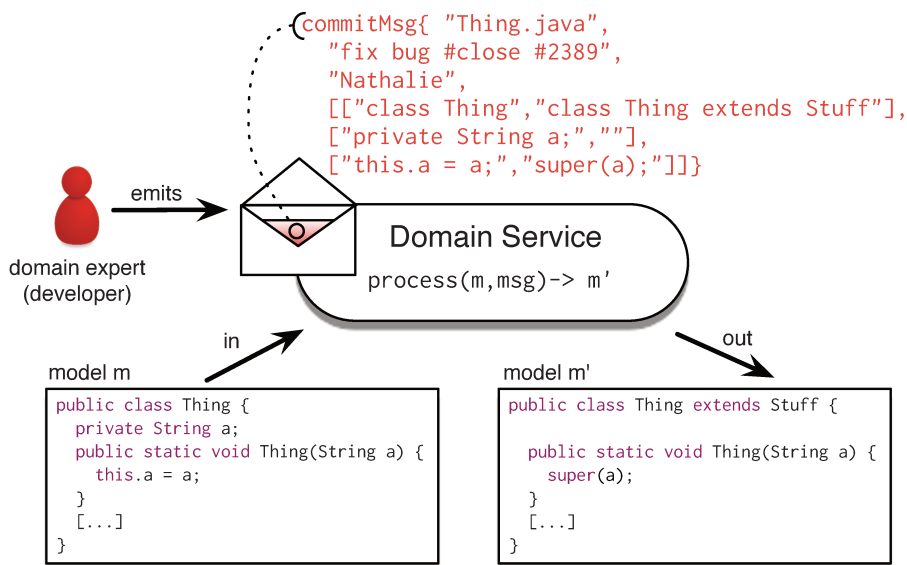 commitMsg{ "Thing.java",
"fix bug #close #2389",
"Nathalie",
[["class Thing","class Thing extends Stuff"],
["private String a;",""],
["this.a = a;","super(a);"]]}
emits
domain expert
(developer)
Domain Service
process(m,msg)-> m'
in
out
model m
public class Thing {
private String a;
public static void Thing(String a) {
this.a = a;
}
[...]
}
model m'
public class Thing extends Stuff {
public static void Thing(String a) {
super(a);
}
[...]
}